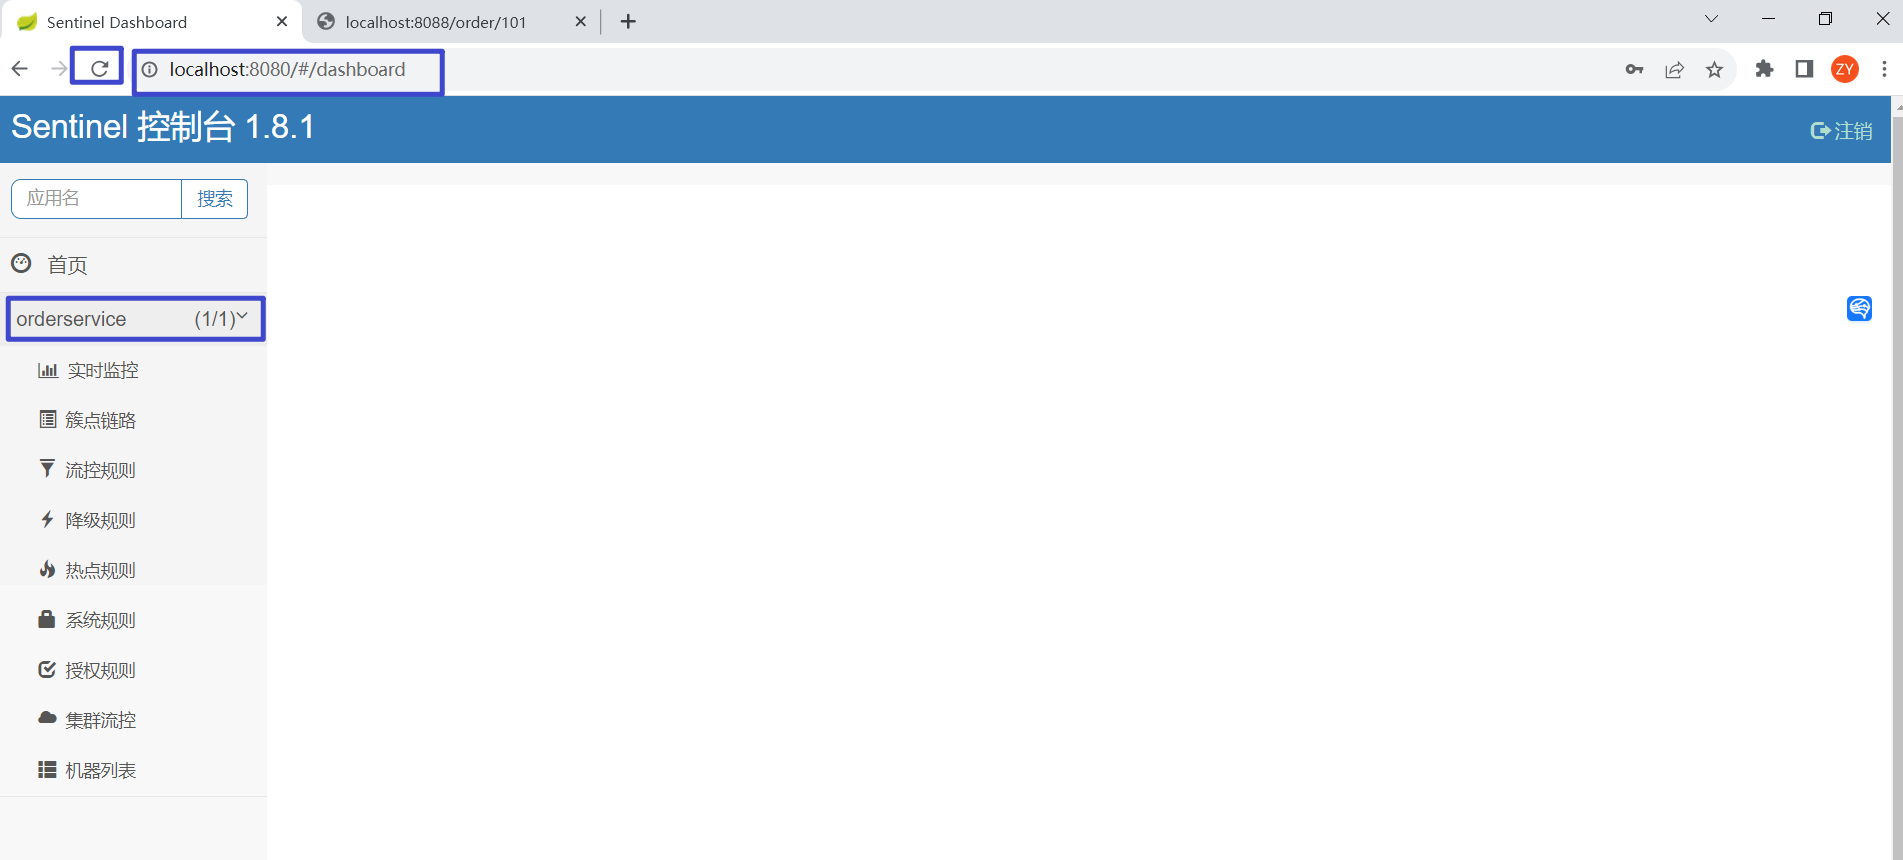 Sentinel Dashboard
localhost:8088/order/101
localhost:8080/#/dashboard
ZY
Sentinel 控制台 1.8.1
注销
应用名
搜索
首页
orderservice (1/1)
实时监控
簇点链路
流控规则
降级规则
热点规则
系统规则
授权规则
集群流控
机器列表